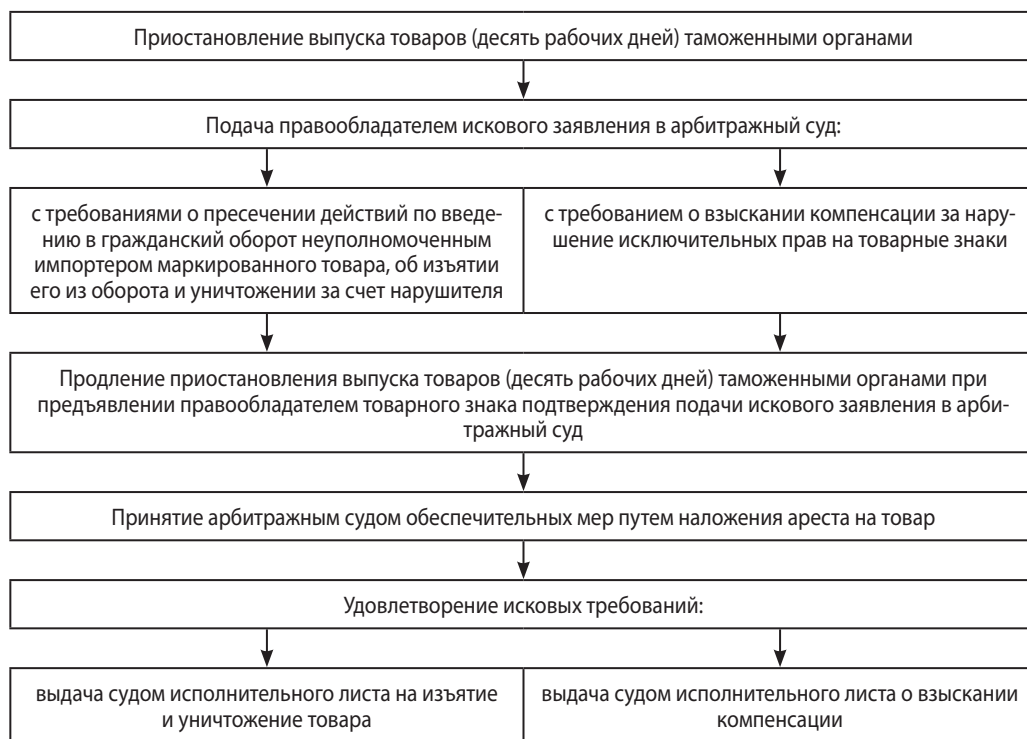 Приостановление выпуска товаров (десять рабочих дней) таможенными органами
Подача правообладателем искового заявления в арбитражный суд:
с требованиями о пресечении действий по введе-
нию в гражданский оборот неуполномоченным
импортером маркированного товара, об изъятии
его из оборота и уничтожении за счет нарушителя
с требованием о взыскании компенсации за нару-
шение исключительных прав на товарные знаки
Продление приостановления выпуска товаров (десять рабочих дней) таможенными органами при
предъявлении правообладателем товарного знака подтверждения подачи искового заявления в арби-
тражный суд
Принятие арбитражным судом обеспечительных мер путем наложения ареста на товар
Удовлетворение исковых требований:
выдача судом исполнительного листа на изъятие
и уничтожение товара
выдача судом исполнительного листа о взыскании
компенсации